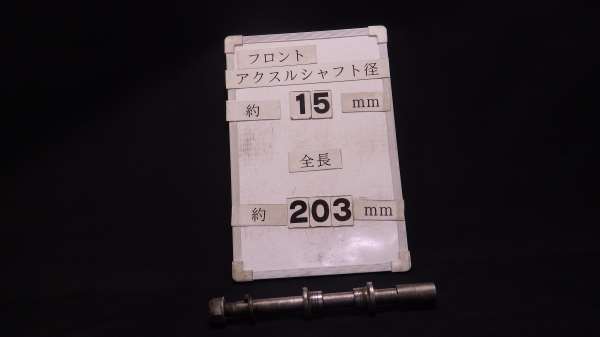 フロント
アクスルシャフト径
約 15 mm
全長
約 203 mm